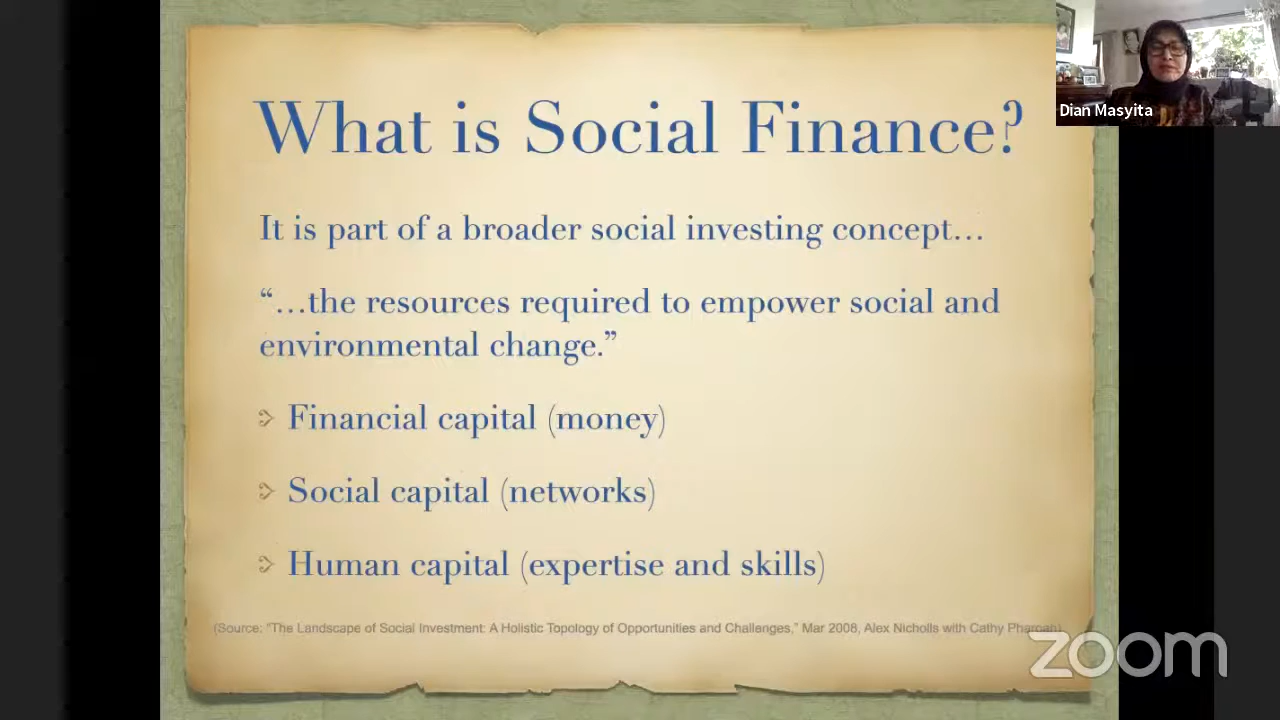 What is Social Finance?
Dian Masyita
It is part of a broader social investing concept…
“…the resources required to empower social and
environmental change.”
Financial capital (money)
Social capital (networks)
Human capital (expertise and skills)
(Source: "The Landscape of Social Investment: A Holistic Topology of Opportunities and Challenges," Mar 2008, Alex Nicholls with Cathy Pharoah)
zoom